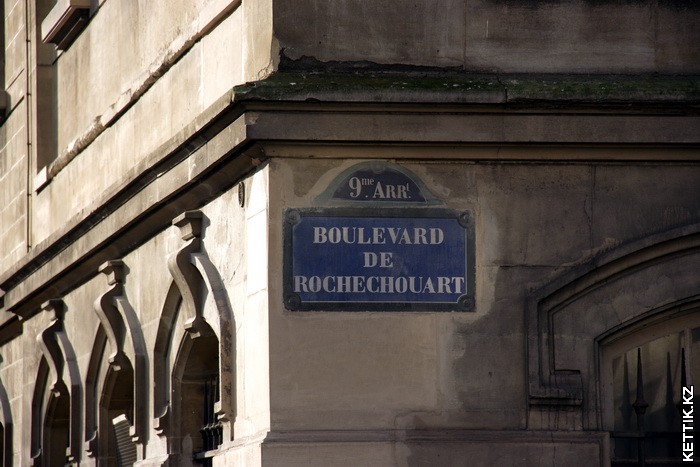 9me. ARRt.
BOULEVARD
DE
ROCHECHOUART
KETTIK.KZ